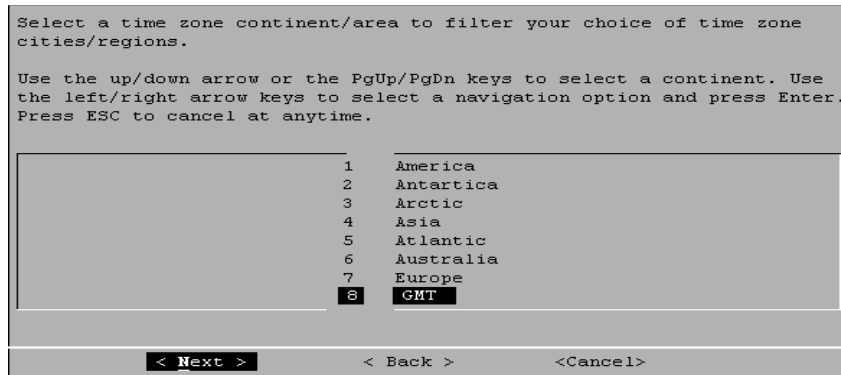 Select a time zone continent/area to filter your choice of time zone
cities/regions.
Use the up/down arrow or the PgUp/PgDn keys to select a continent. Use
the left/right arrow keys to select a navigation option and press Enter.
Press ESC to cancel at anytime.
1 America
2 Antartica
3 Arctic
4 Asia
5 Atlantic
6 Australia
7 Europe
8 GMT
< Next > < Back > <Cancel>